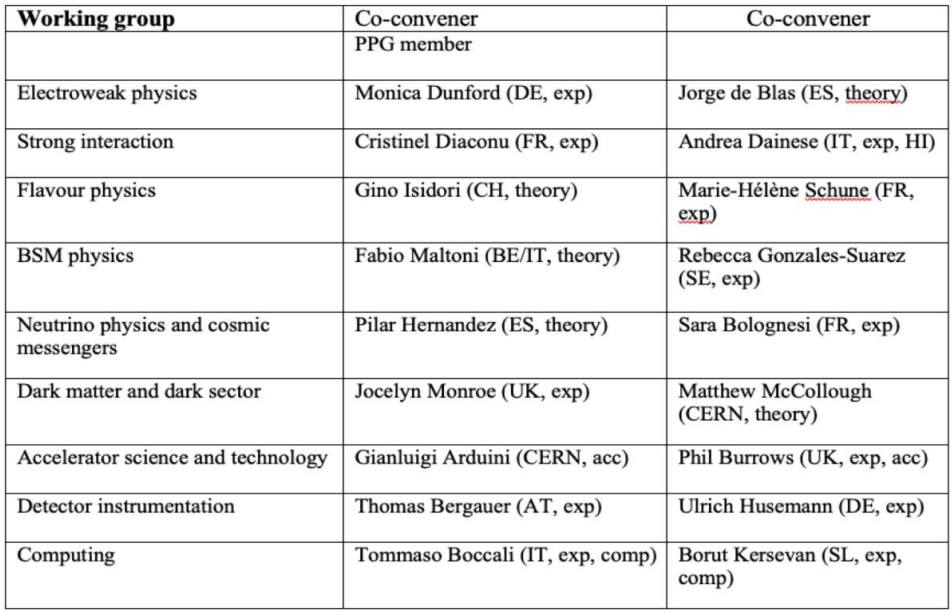 Working group Co-convener Co-convener
PPG member
Electroweak physics Monica Dunford (DE, exp) Jorge de Blas (ES, theory)
Strong interaction Cristinel Diaconu (FR, exp) Andrea Dainese (IT, exp, HI)
Flavour physics Gino Isidori (CH, theory) Marie-Hélène Schune (FR,
exp)
BSM physics Fabio Maltoni (BE/IT, theory) Rebecca Gonzales-Suarez
(SE, exp)
Neutrino physics and cosmic Pilar Hernandez (ES, theory) Sara Bolognesi (FR, exp)
messengers
Dark matter and dark sector Jocelyn Monroe (UK, exp) Matthew McCollough
(CERN, theory)
Accelerator science and technology Gianluigi Arduini (CERN, acc) Phil Burrows (UK, exp, acc)
Detector instrumentation Thomas Bergauer (AT, exp) Ulrich Husemann (DE, exp)
Computing Tommaso Boccali (IT, exp, comp) Borut Kersevan (SL, exp,
comp)